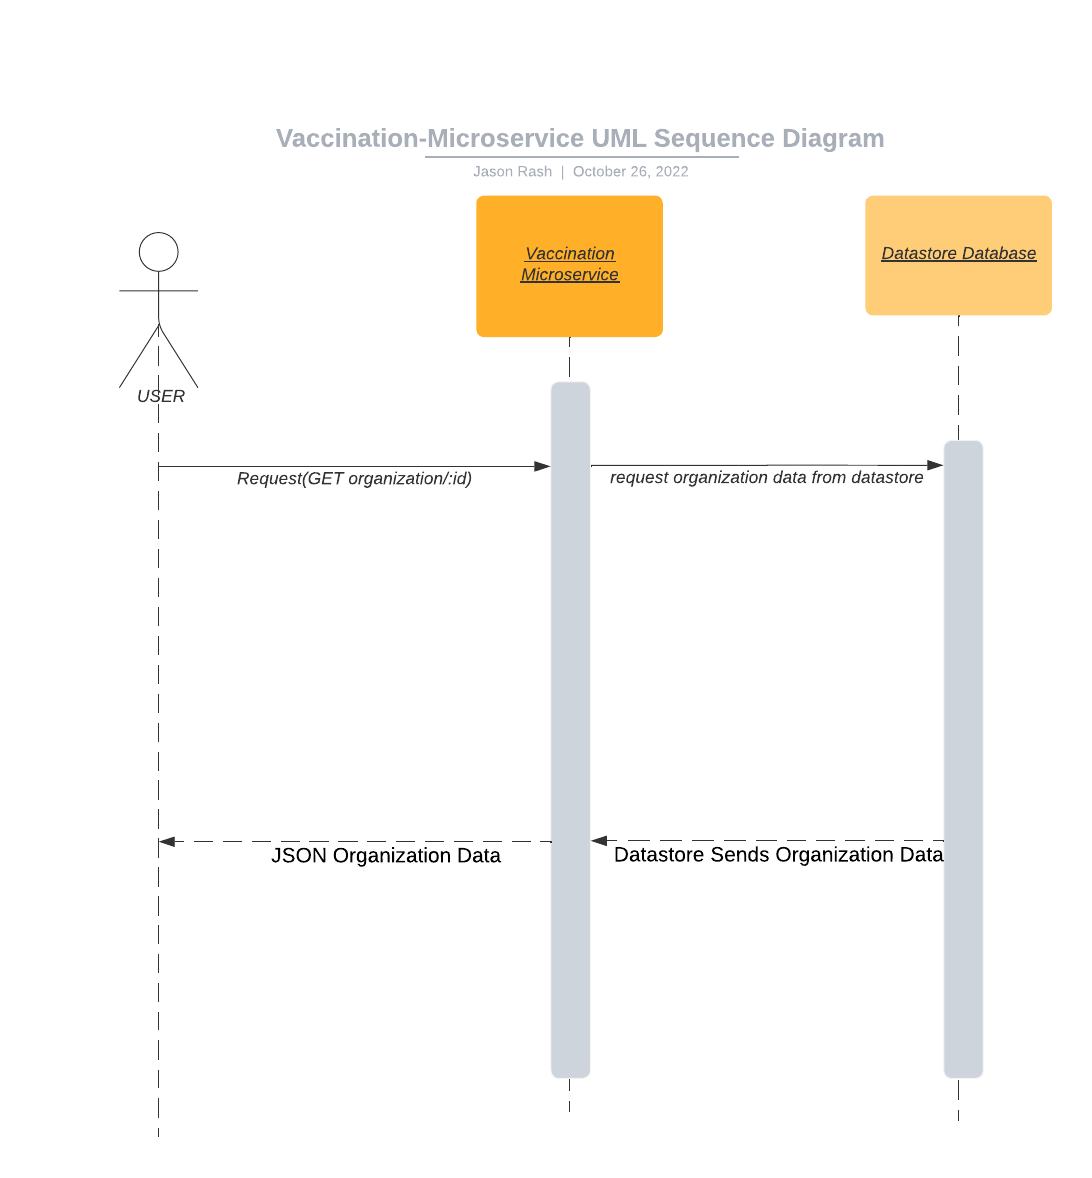 Vaccination-Microservice UML Sequence Diagram
Jason Rash | October 26, 2022
Vaccination
Microservice
Datastore Database
USER
Request(GET organization/:id)
request organization data from datastore
JSON Organization Data
Datastore Sends Organization Data